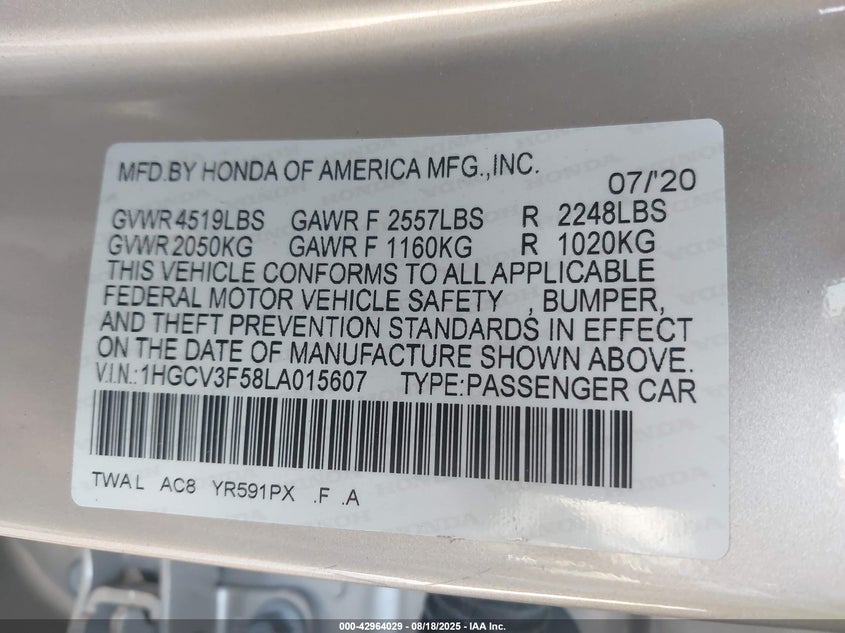 MFD.BY HONDA OF AMERICA MFG.,INC.
07/'20
GVWR 4519LBS GAWR F 2557LBS R 2248LBS
GVWR 2050KG GAWR F 1160KG R 1020KG
THIS VEHICLE CONFORMS TO ALL APPLICABLE
FEDERAL MOTOR VEHICLE SAFETY , BUMPER,
AND THEFT PREVENTION STANDARDS IN EFFECT
ON THE DATE OF MANUFACTURE SHOWN ABOVE.
V.I.N.:1HGCV3F58LA015607 TYPE:PASSENGER CAR
TWAL AC8 YR591PX .F .A
000-42964029 - 08/18/2025 - IAA Inc.